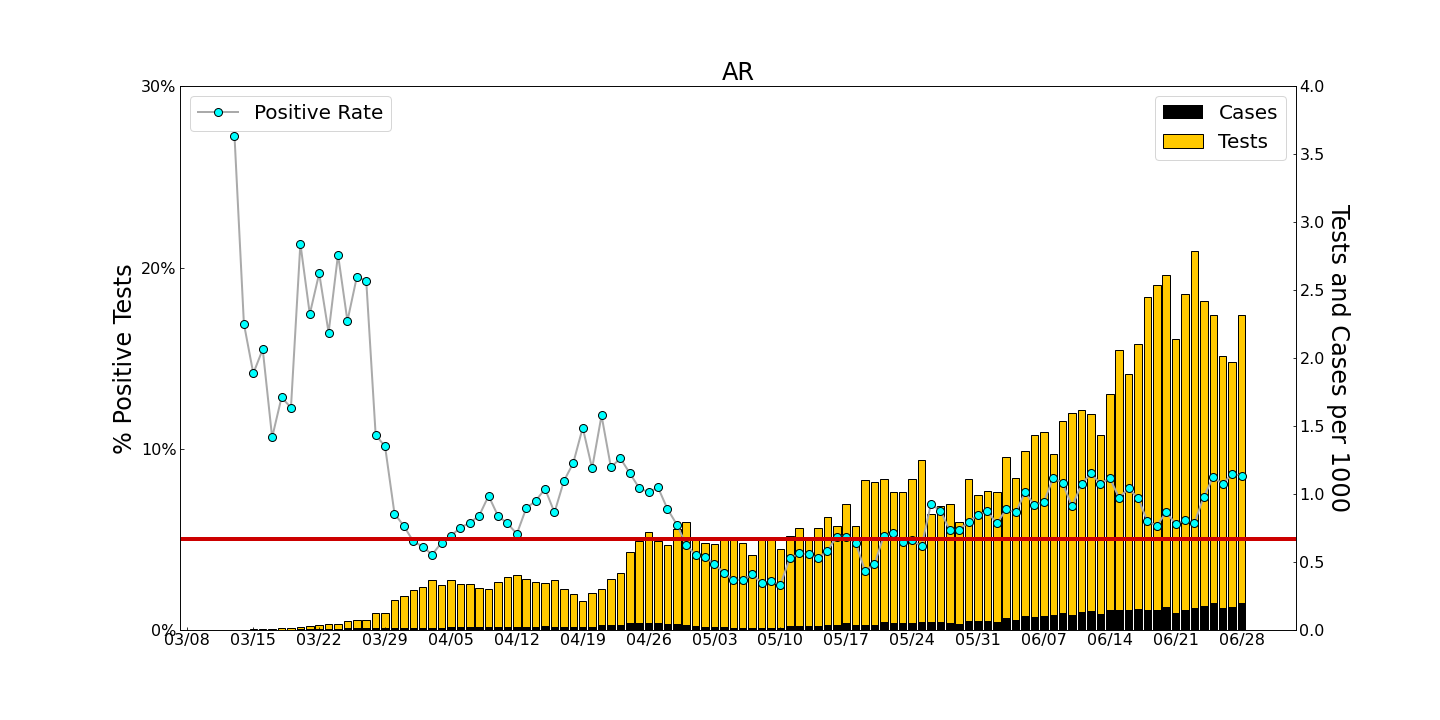 AR
Positive Rate
Cases
Tests
30%
20%
10%
0%
% Positive Tests
4.0
3.5
3.0
2.5
2.0
1.5
1.0
0.5
0.0
Tests and Cases per 1000
03/08 03/15 03/22 03/29 04/05 04/12 04/19 04/26 05/03 05/10 05/17 05/24 05/31 06/07 06/14 06/21 06/28